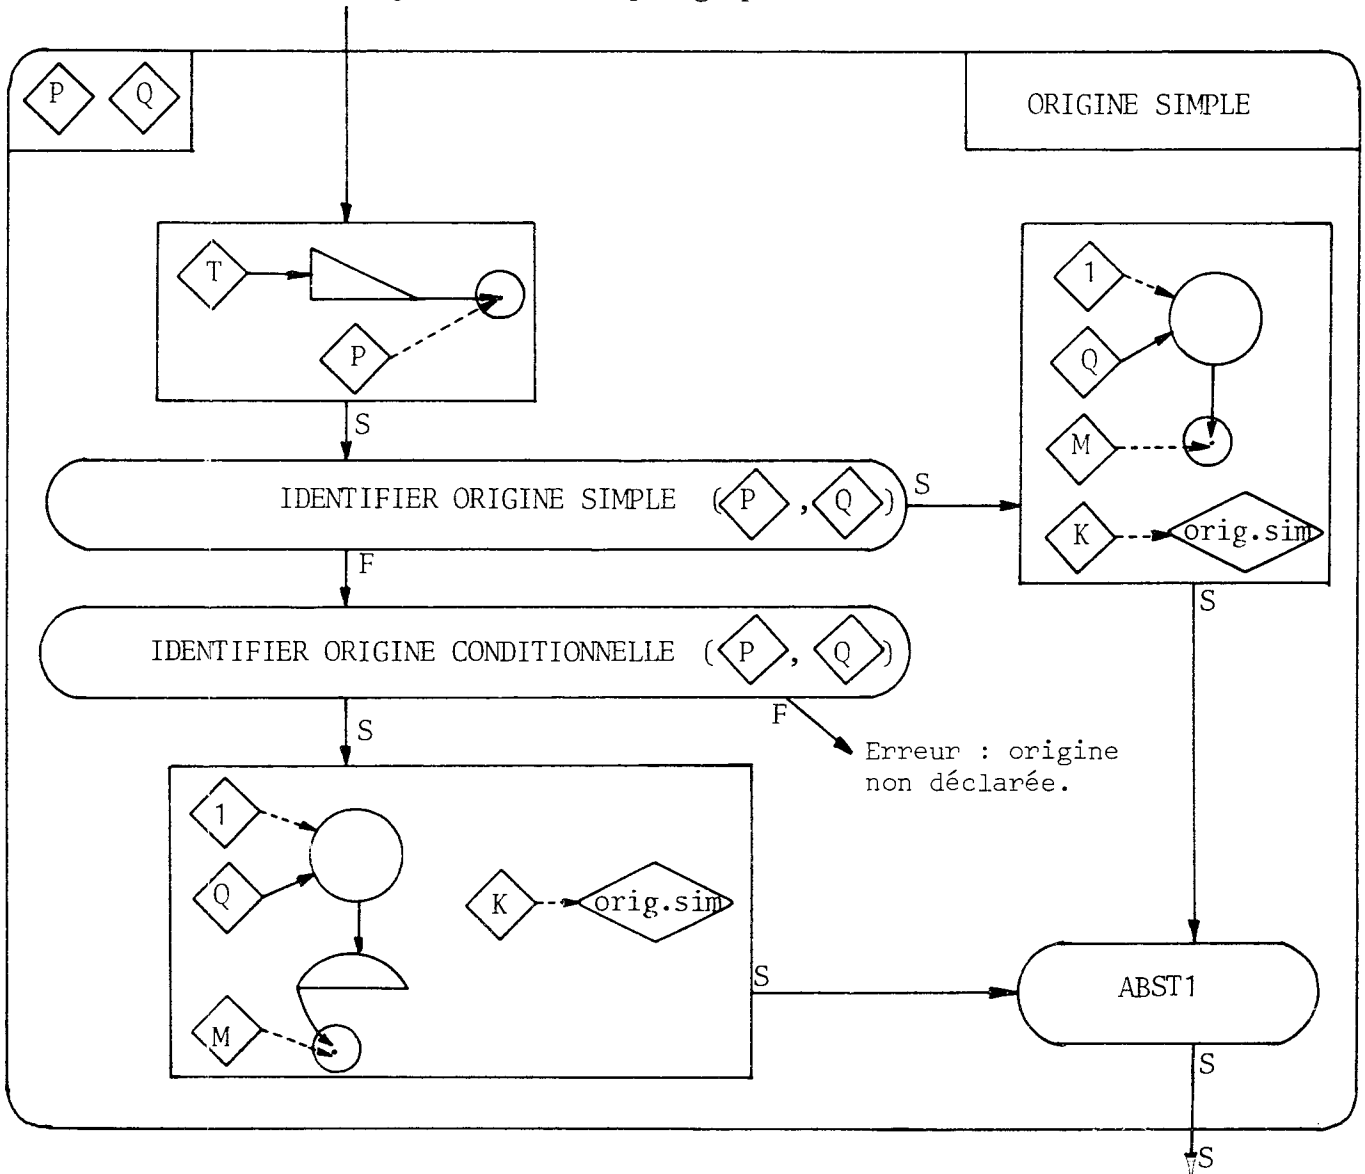 P Q
ORIGINE SIMPLE
T
P
S
1
Q
M
K orig.sim
IDENTIFIER ORIGINE SIMPLE (P ,Q)
S
F
S
IDENTIFIER ORIGINE CONDITIONNELLE (P, Q)
S
F
Erreur : origine
non déclarée.
1
Q
K orig.sim
M
S
ABST1
S
S